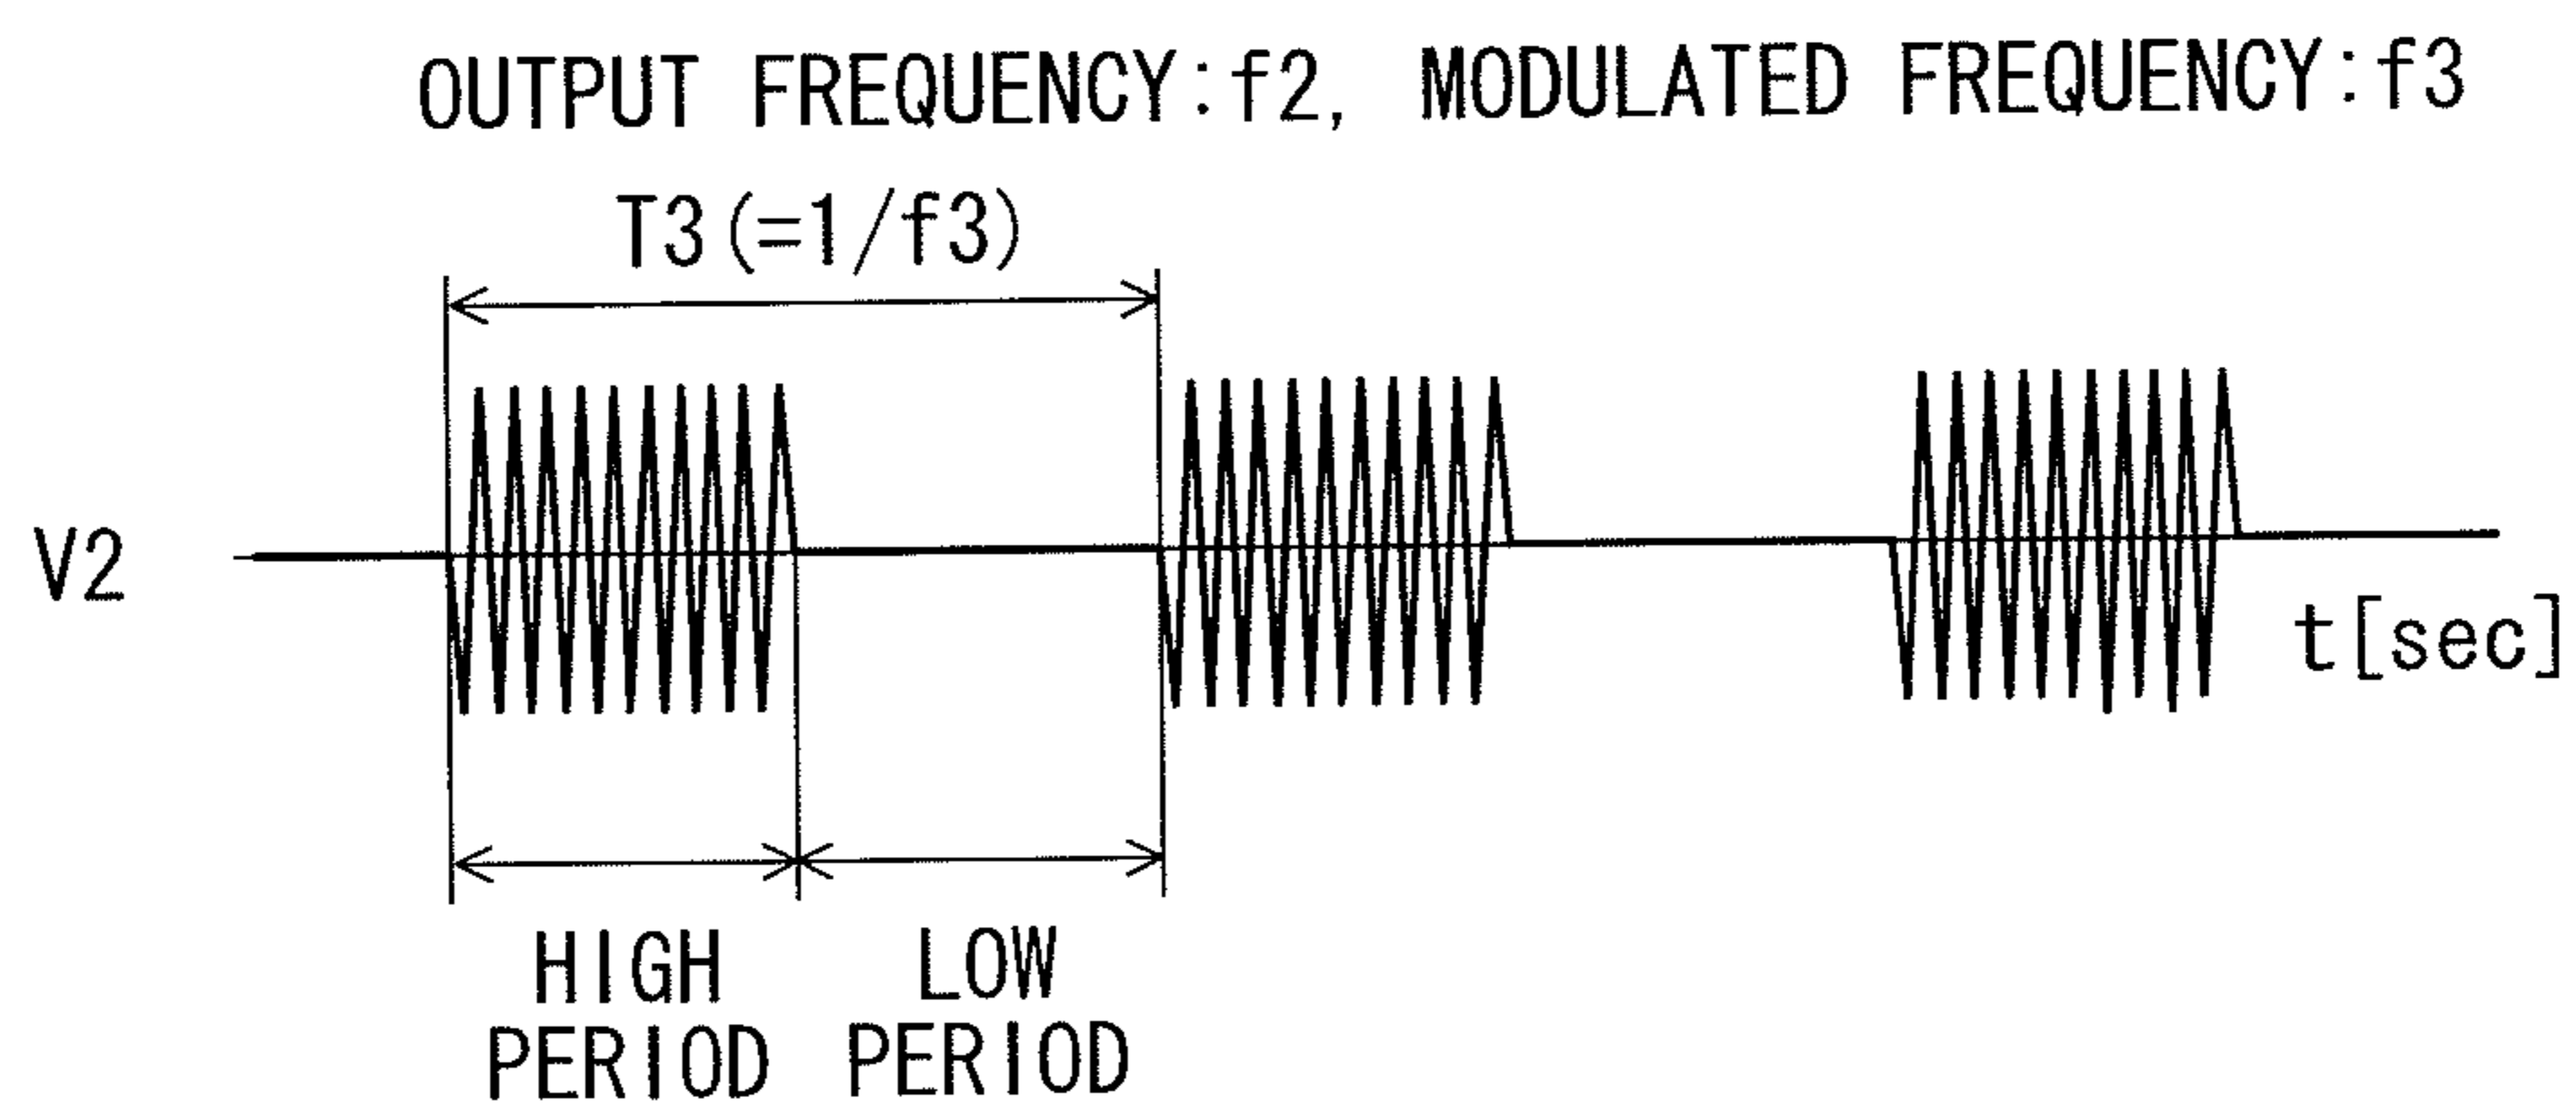 OUTPUT FREQUENCY:f2, MODULATED FREQUENCY:f3
T3(=1/f3)
V2
t[sec]
HIGH PERIOD
LOW PERIOD